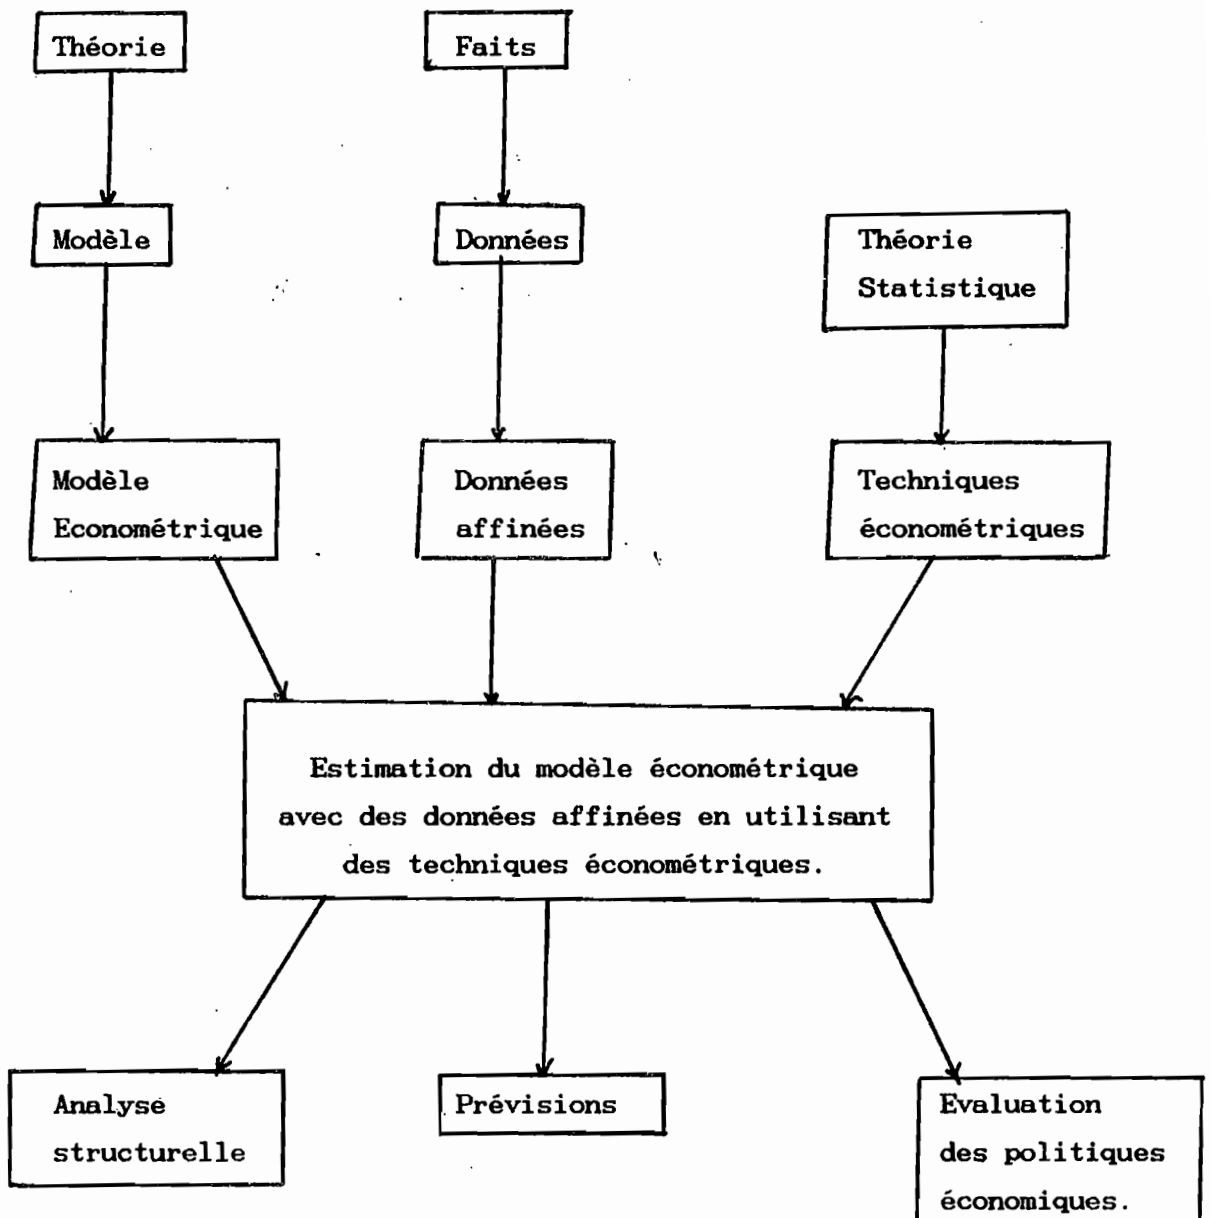 Théorie
Faits
Modèle
Données
Théorie
Statistique
Modèle
Econométrique
Données
affinées
Techniques
économétriques
Estimation du modèle économétrique
avec des données affinées en utilisant
des techniques économétriques.
Analyse
structurelle
Prévisions
Evaluation
des politiques
économiques.